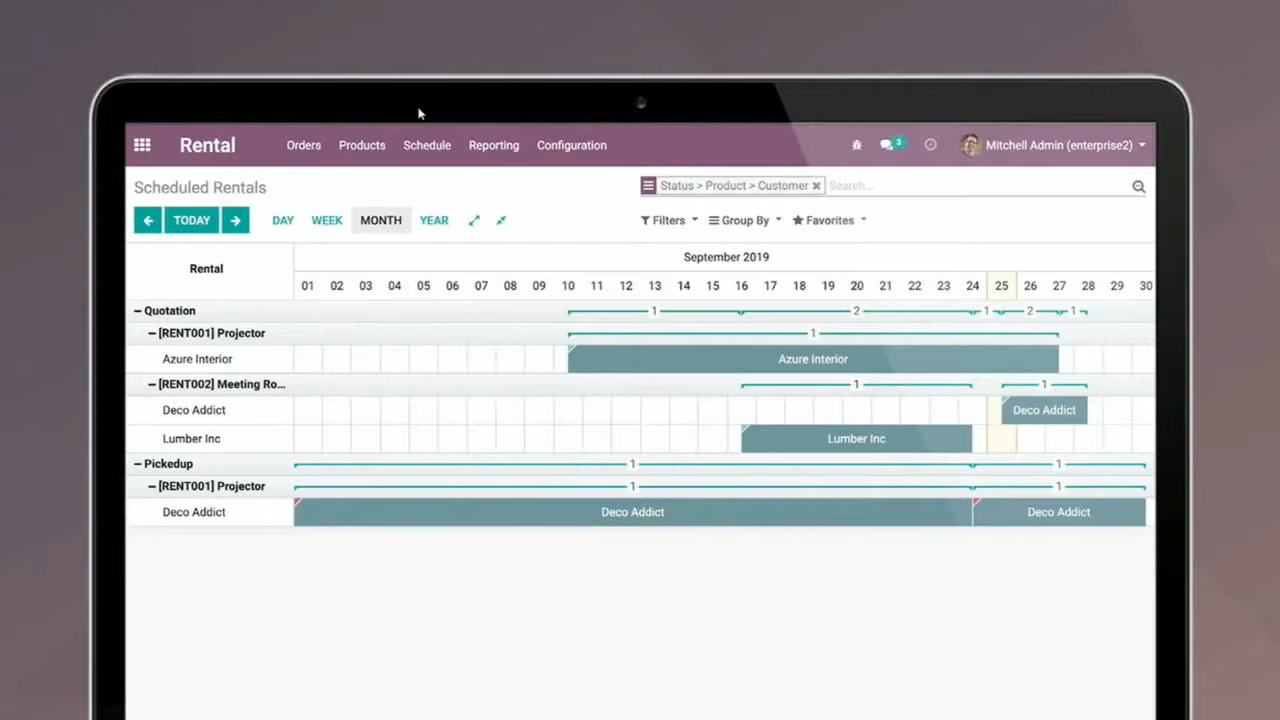 Rental Orders Products Schedule Reporting Configuration 3 Mitchell Admin (enterprise2)
Scheduled Rentals Status > Product > Customer Search...
TODAY DAY WEEK MONTH YEAR Filters Group By Favorites
Rental September 2019
01 02 03 04 05 06 07 08 09 10 11 12 13 14 15 16 17 18 19 20 21 22 23 24 25 26 27 28 29 30
Quotation 1 2 1 2 1
[RENT001] Projector 1
Azure Interior Azure Interior
[RENT002] Meeting Ro... 1 1
Deco Addict Deco Addict
Lumber Inc Lumber Inc
Pickedup 1 1
[RENT001] Projector 1 1
Deco Addict Deco Addict Deco Addict